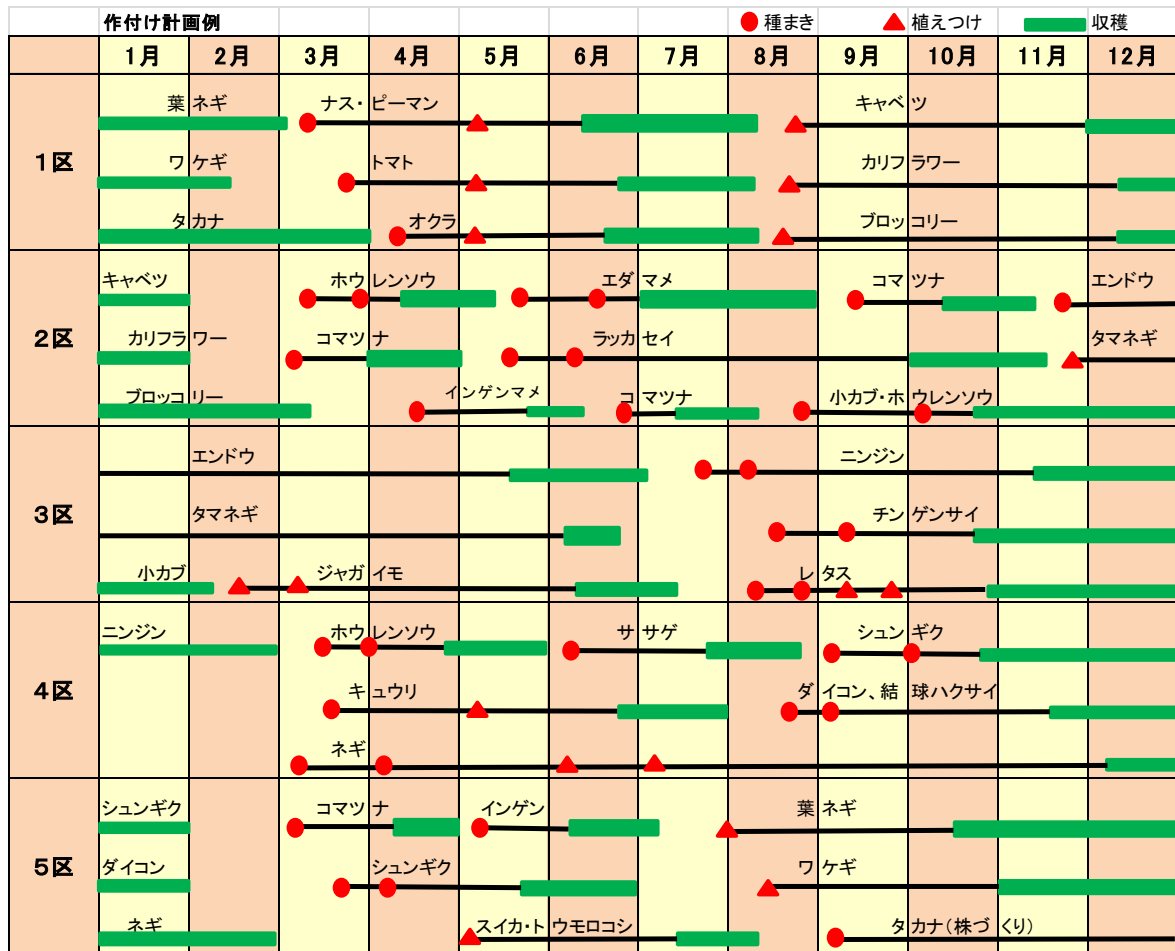 作付け計画例 種まき 植えつけ 収穫
1月 2月 3月 4月 5月 6月 7月 8月 9月 10月 11月 12月
1区
葉ネギ ナス・ピーマン キャベツ
ワケギ トマト カリフラワー
タカナ オクラ ブロッコリー
2区
キャベツ ホウレンソウ エダマメ コマツナ エンドウ
カリフラワー コマツナ ラッカセイ タマネギ
ブロッコリー インゲンマメ コマツナ 小カブ・ホウレンソウ
3区
エンドウ ニンジン
タマネギ チンゲンサイ
小カブ ジャガイモ レタス
4区
ニンジン ホウレンソウ ササゲ シュンギク
キュウリ ダイコン、結球ハクサイ
ネギ
5区
シュンギク コマツナ インゲン 葉ネギ
ダイコン シュンギク ワケギ
ネギ スイカ・トウモロコシ タカナ(株づくり)